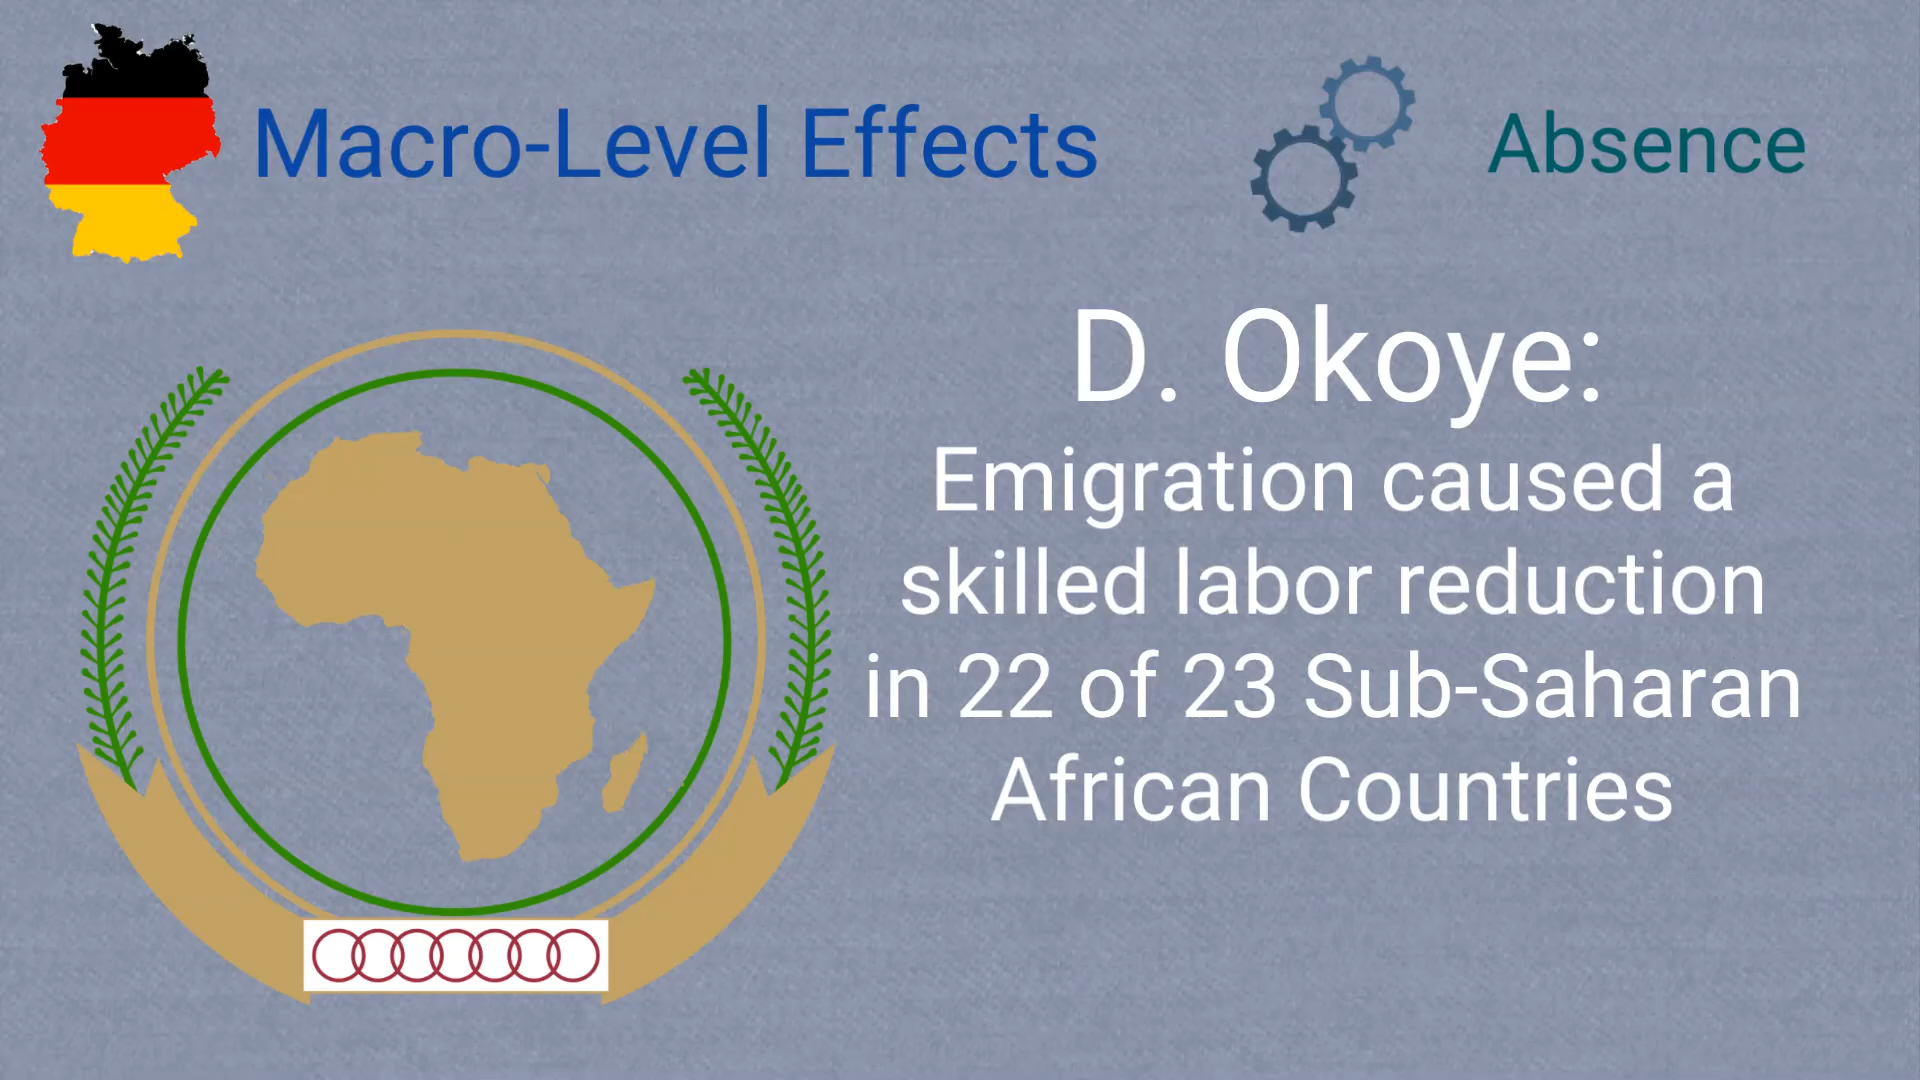 Macro-Level Effects
Absence
D. Okoye:
Emigration caused a
skilled labor reduction
in 22 of 23 Sub-Saharan
African Countries